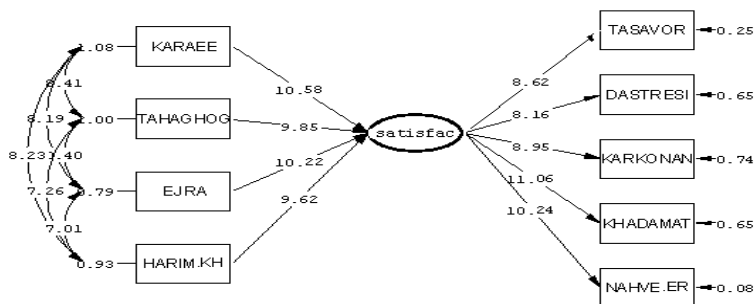 1.08
KARAEE
TASAVOR
0.25
8.41
10.58
8.62
8.19
1.00
TAHAGHOG
9.85
satisfac
8.16
DASTRESI
0.65
8.23
10.22
8.95
KARKONAN
0.74
7.26
0.79
EJRA
9.62
11.06
7.01
10.24
KHADAMAT
0.65
0.93
HARIM.KH
NAHVE.ER
0.08